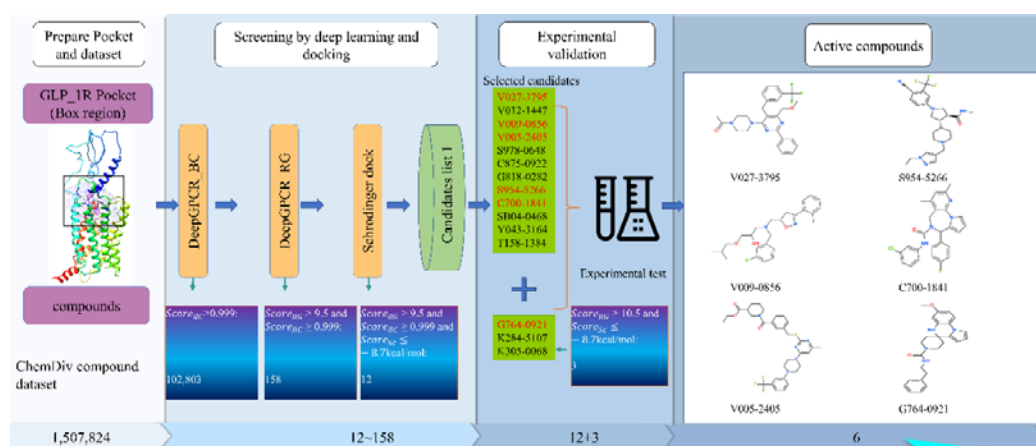 Prepare Pocket
and dataset
GLP_1R Pocket
(Box region)
compounds
ChemDiv compound
dataset
1,507,824
Screening by deep learning and
docking
DeepGPCR_BC
DeepGPCR_RG
Schrodinger dock
Candidates list 1
Score_BC>0.999:
102,803
Score_RG > 9.5 and
Score_BC ≥ 0.999:
158
Score_RG > 9.5 and
Score_BC ≥ 0.999 and
≤
− 8.7kcal/mol:
12
12~158
Experimental
validation
Selected candidates
V027-3795
V012-1447
V009-0856
V005-2405
S978-0648
C875-0922
G818-0282
S954-5266
C700-1841
SB04-0468
Y043-3164
T158-1384
G764-0921
K284-5107
K305-0068
Experimental test
Score_RG > 10.5 and
≤
− 8.7kcal/mol:
3
12+3
Active compounds
V027-3795
S954-5266
V009-0856
C700-1841
V005-2405
G764-0921
6